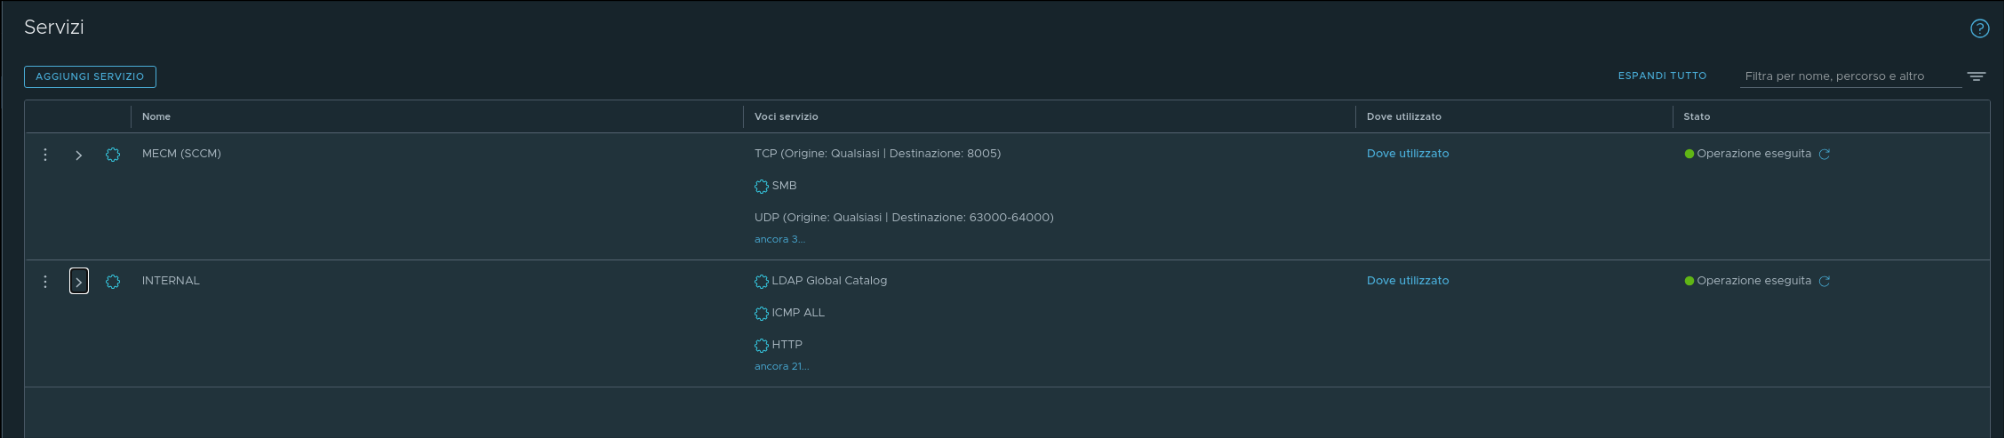 Servizi
AGGIUNGI SERVIZIO
ESPANDI TUTTO
Filtra per nome, percorso e altro
Nome
Voci servizio
Dove utilizzato
Stato
MECM (SCCM)
TCP (Origine: Qualsiasi | Destinazione: 8005)
Dove utilizzato
Operazione eseguita
SMB
UDP (Origine: Qualsiasi | Destinazione: 63000-64000)
ancora 3...
INTERNAL
LDAP Global Catalog
Dove utilizzato
Operazione eseguita
ICMP ALL
HTTP
ancora 21...